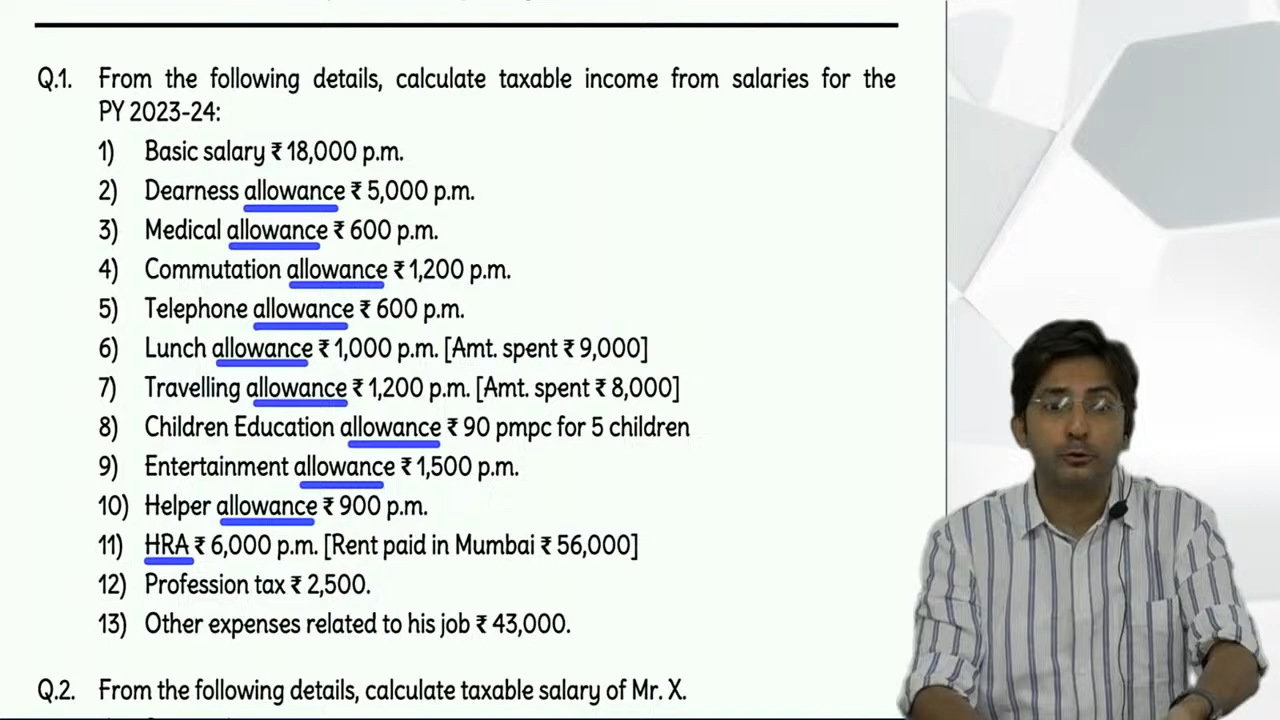 Q.1. From the following details, calculate taxable income from salaries for the
PY 2023-24:
1) Basic salary ₹ 18,000 p.m.
2) Dearness allowance ₹ 5,000 p.m.
3) Medical allowance ₹ 600 p.m.
4) Commutation allowance ₹ 1,200 p.m.
5) Telephone allowance ₹ 600 p.m.
6) Lunch allowance ₹ 1,000 p.m. [Amt. spent ₹ 9,000]
7) Travelling allowance ₹ 1,200 p.m. [Amt. spent ₹ 8,000]
8) Children Education allowance ₹ 90 pmpc for 5 children
9) Entertainment allowance ₹ 1,500 p.m.
10) Helper allowance ₹ 900 p.m.
11) HRA ₹ 6,000 p.m. [Rent paid in Mumbai ₹ 56,000]
12) Profession tax ₹ 2,500.
13) Other expenses related to his job ₹ 43,000.
Q.2. From the following details, calculate taxable salary of Mr. X.